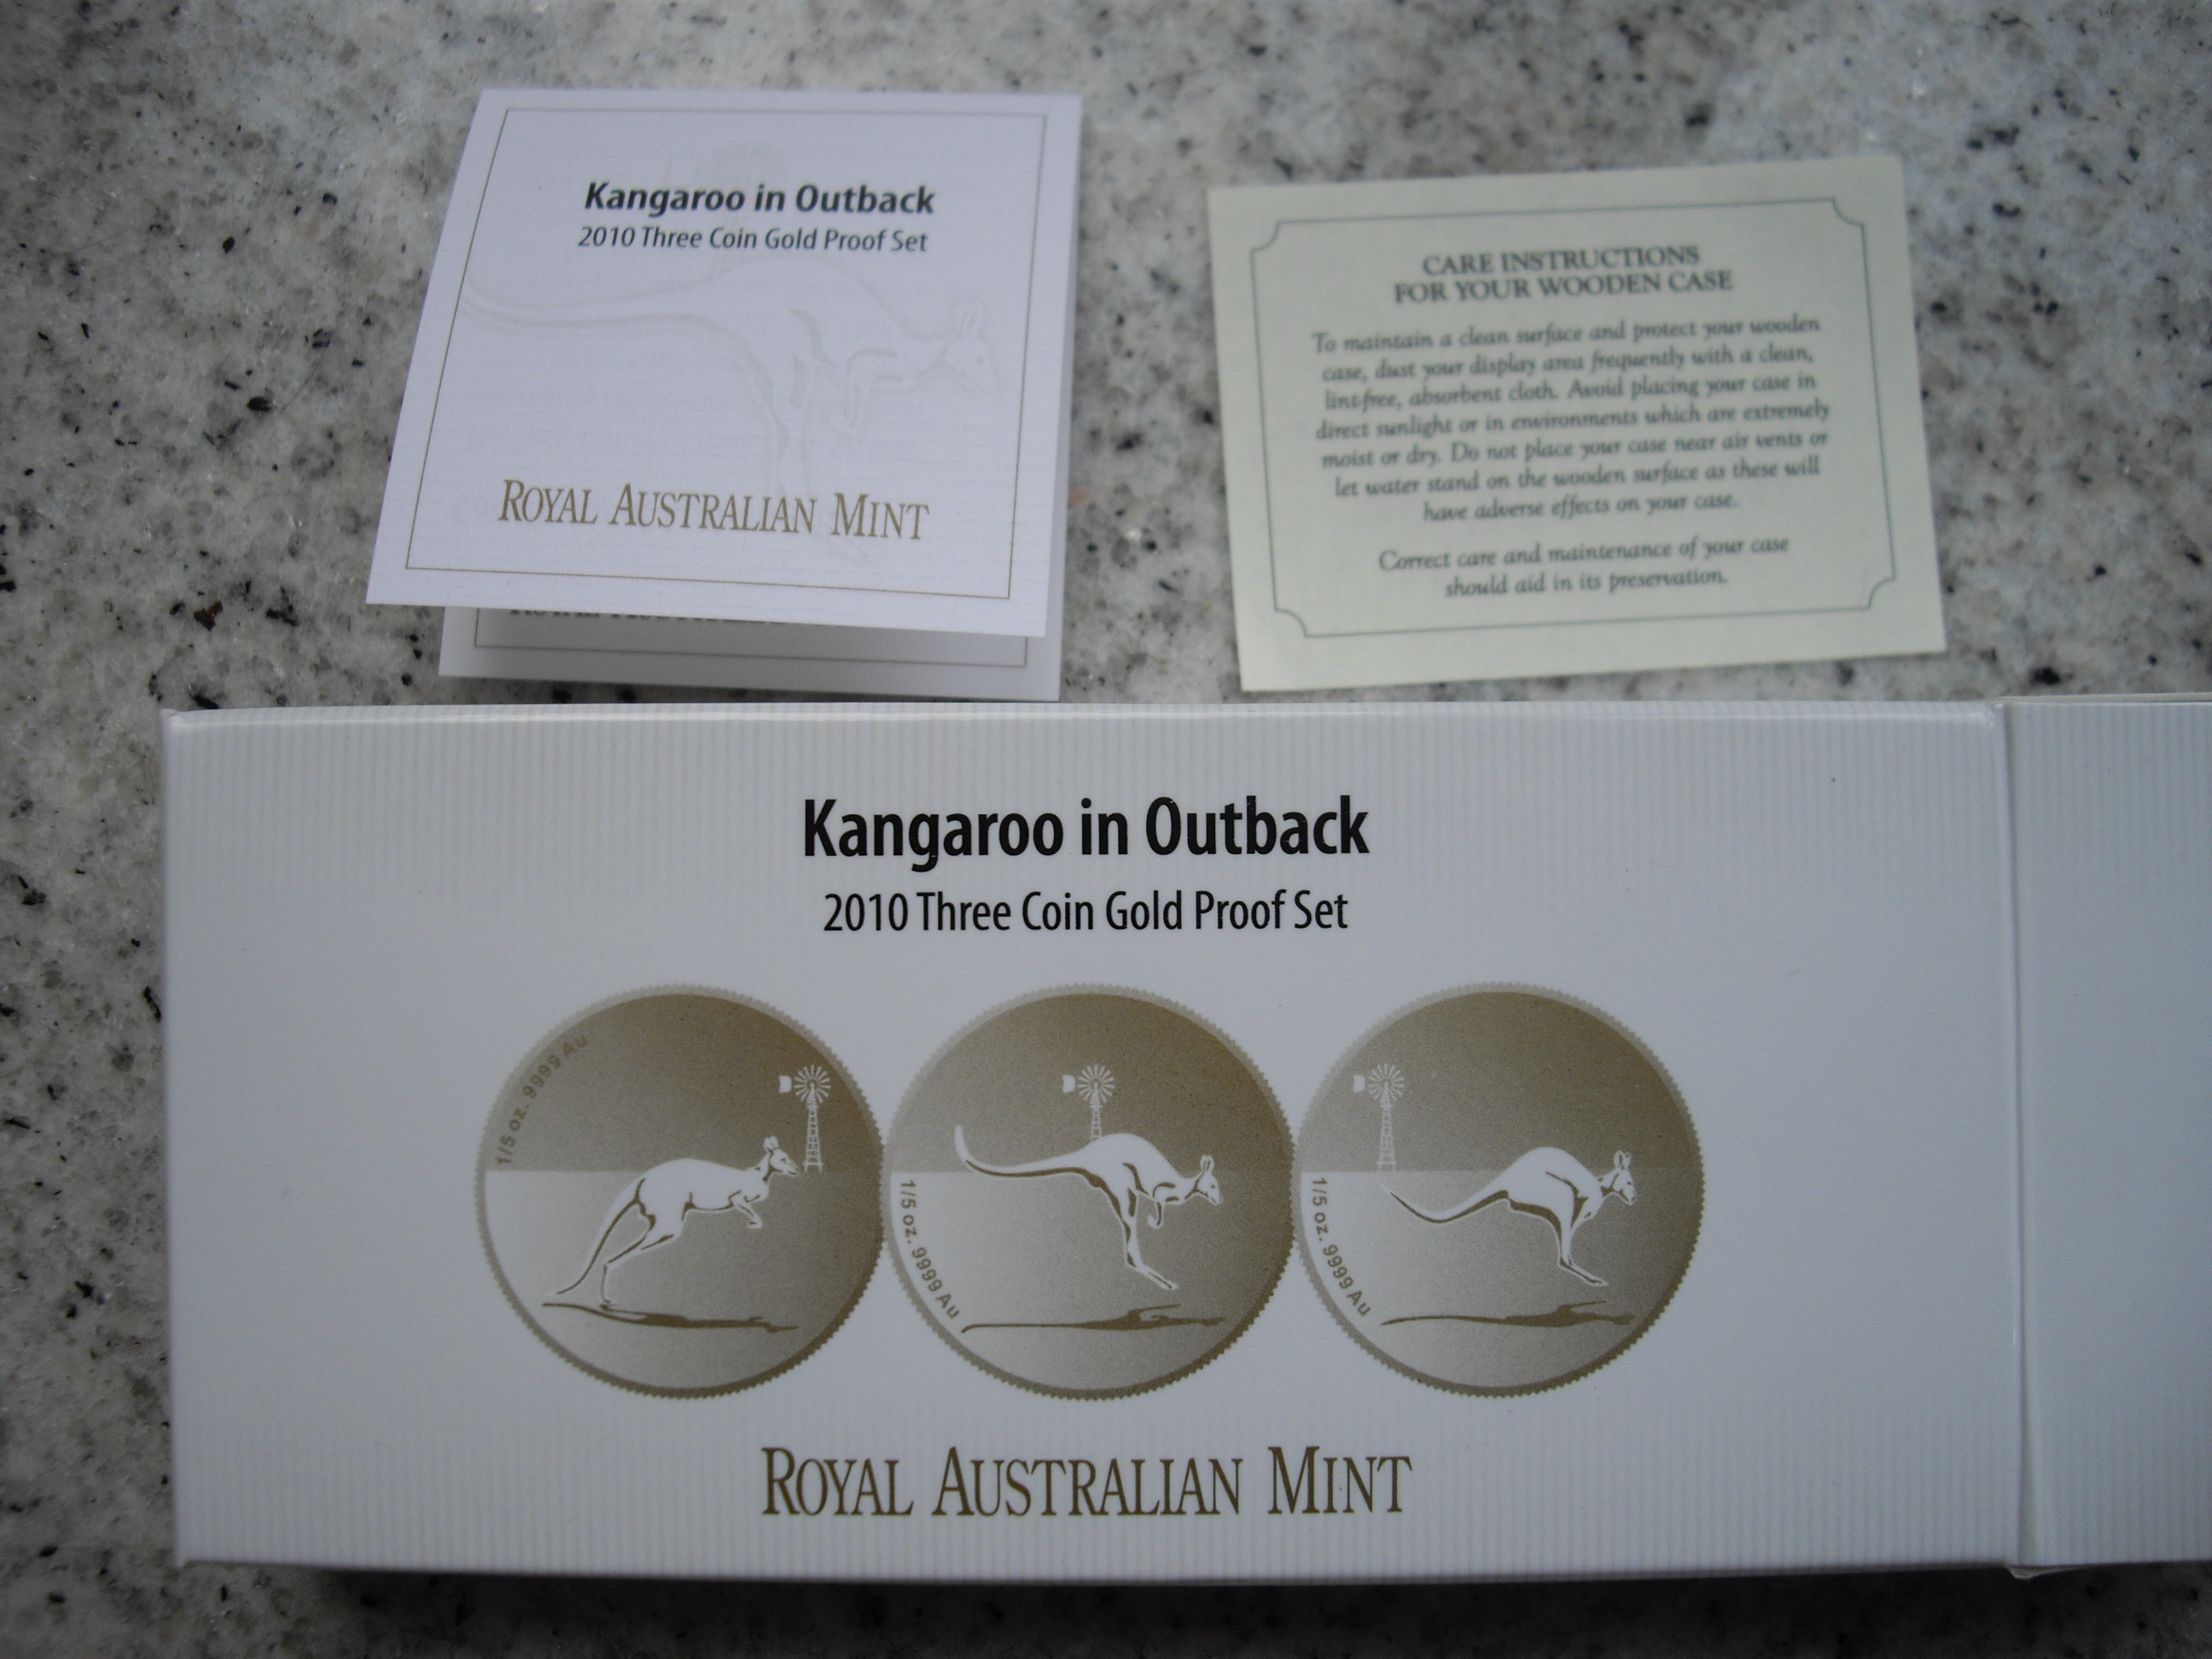 Kangaroo in Outback
2010 Three Coin Gold Proof Set
ROYAL AUSTRALIAN MINT
CARE INSTRUCTIONS
FOR YOUR WOODEN CASE
To maintain a clean surface and protect your wooden
case, dust your display area frequently with a clean,
lint-free, absorbent cloth. Avoid placing your case in
direct sunlight or in environments which are extremely
moist or dry. Do not place your case near air vents or
let water stand on the wooden surface as these will
have adverse effects on your case.
Correct care and maintenance of your case
should aid in its preservation.
Kangaroo in Outback
2010 Three Coin Gold Proof Set
1/5 oz. 9999 Au
1/5 oz. 9999 Au
1/5 oz. 9999 Au
ROYAL AUSTRALIAN MINT